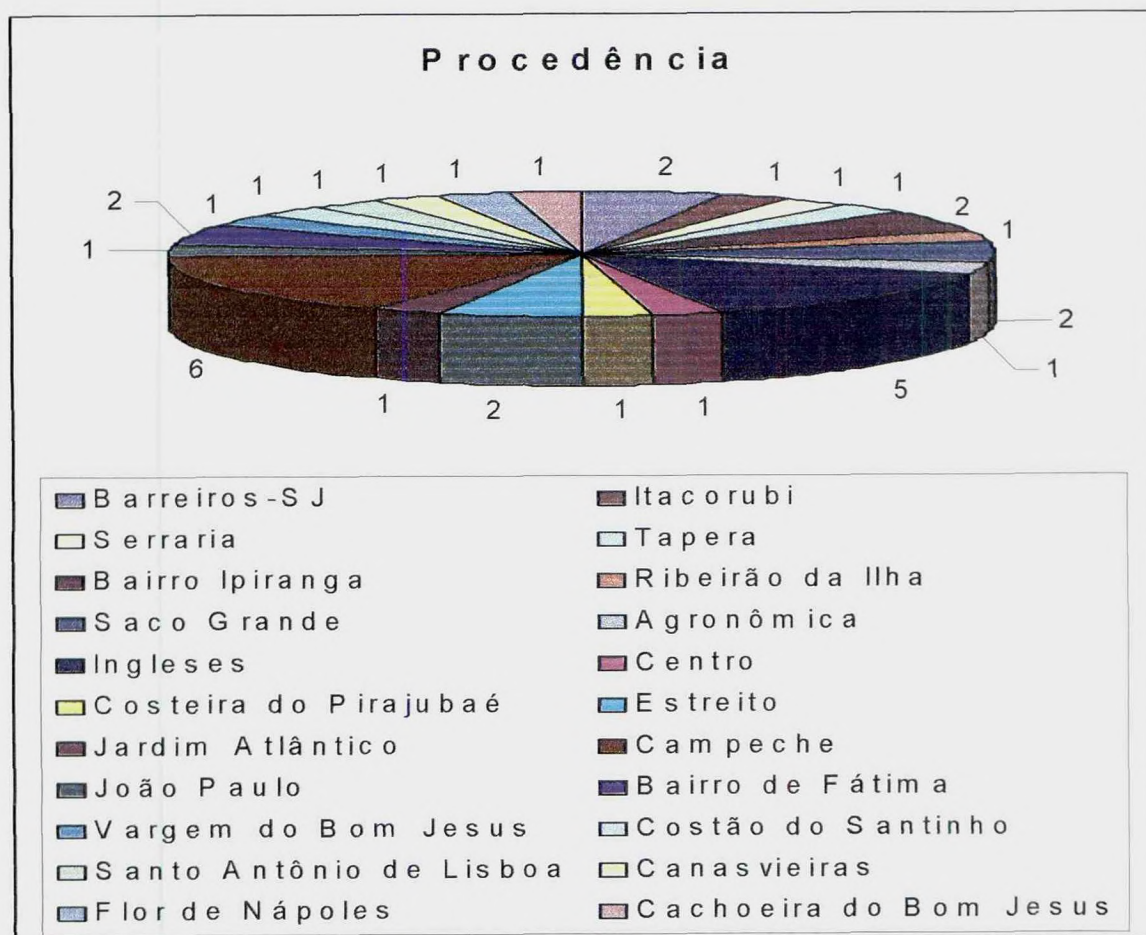 Procedência
1 1 1 1 1 1 2 1 1 1
2 1 2 1
1 2
6 1 2 1 1 5 1
Barreiros-SJ Itacorubi
Serraria Tapera
Bairro Ipiranga Ribeirão da Ilha
Saco Grande Agronômica
Ingleses Centro
Costeira do Pirajubaé Estreito
Jardim Atlântico Campeche
João Paulo Bairro de Fátima
Vargem do Bom Jesus Costão do Santinho
Santo Antônio de Lisboa Canasvieiras
Flor de Nápoles Cachoeira do Bom Jesus